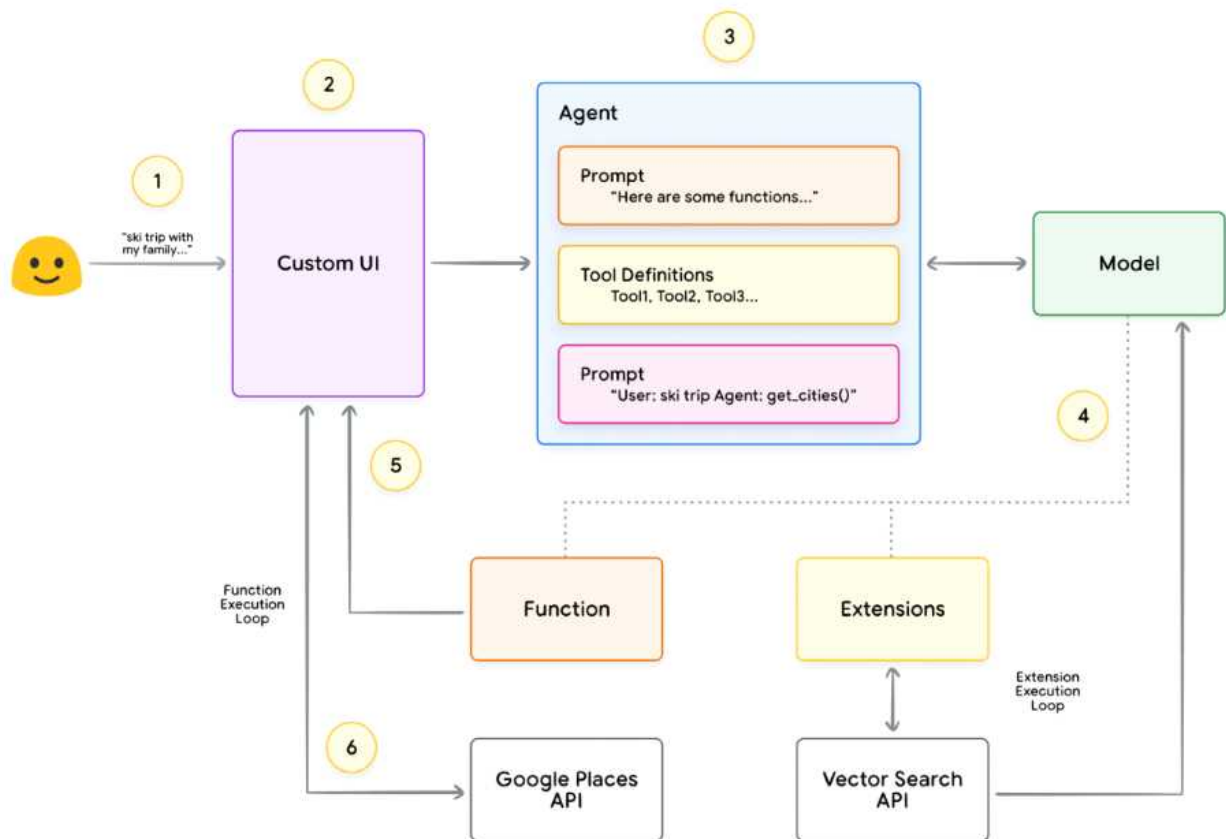 3
2
Agent
1
Prompt
"Here are some functions..."
"ski trip with
my family..."
Custom UI
Tool Definitions
Tool1, Tool2, Tool3...
Model
Prompt
"User: ski trip Agent: get_cities()"
4
5
Function
Execution
Loop
Function
Extensions
Extension
Execution
Loop
6
Google Places
API
Vector Search
API